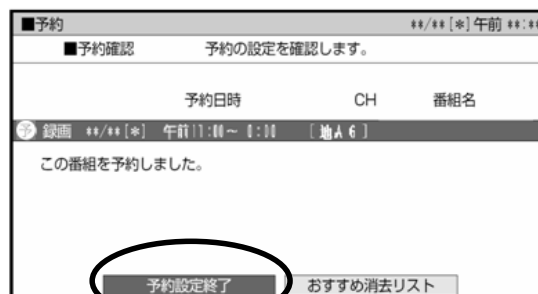 ■予約 **/** [*] 午前 **:**
■予約確認 予約の設定を確認します。
予約日時 CH 番組名
予 録画 **/** [*] 午前11:00～ 0:00 [ 地A 6 ]
この番組を予約しました。
予約設定終了 おすすめ消去リスト